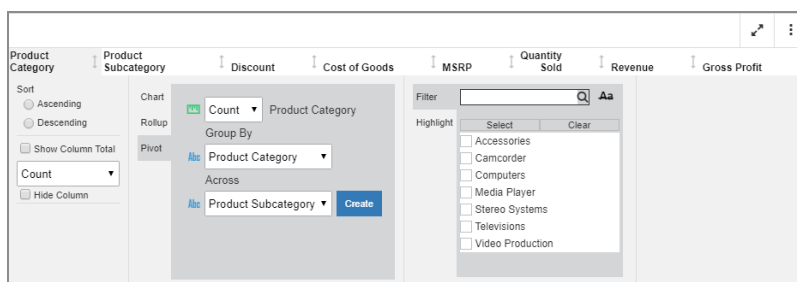 Product Category
Product Subcategory
Discount
Cost of Goods
MSRP
Quantity Sold
Revenue
Gross Profit
Sort
Ascending
Descending
Show Column Total
Count
Hide Column
Chart
Rollup
Pivot
Count Product Category
Group By
Abc Product Category
Across
Abc Product Subcategory Create
Filter Aa
Highlight Select Clear
Accessories
Camcorder
Computers
Media Player
Stereo Systems
Televisions
Video Production